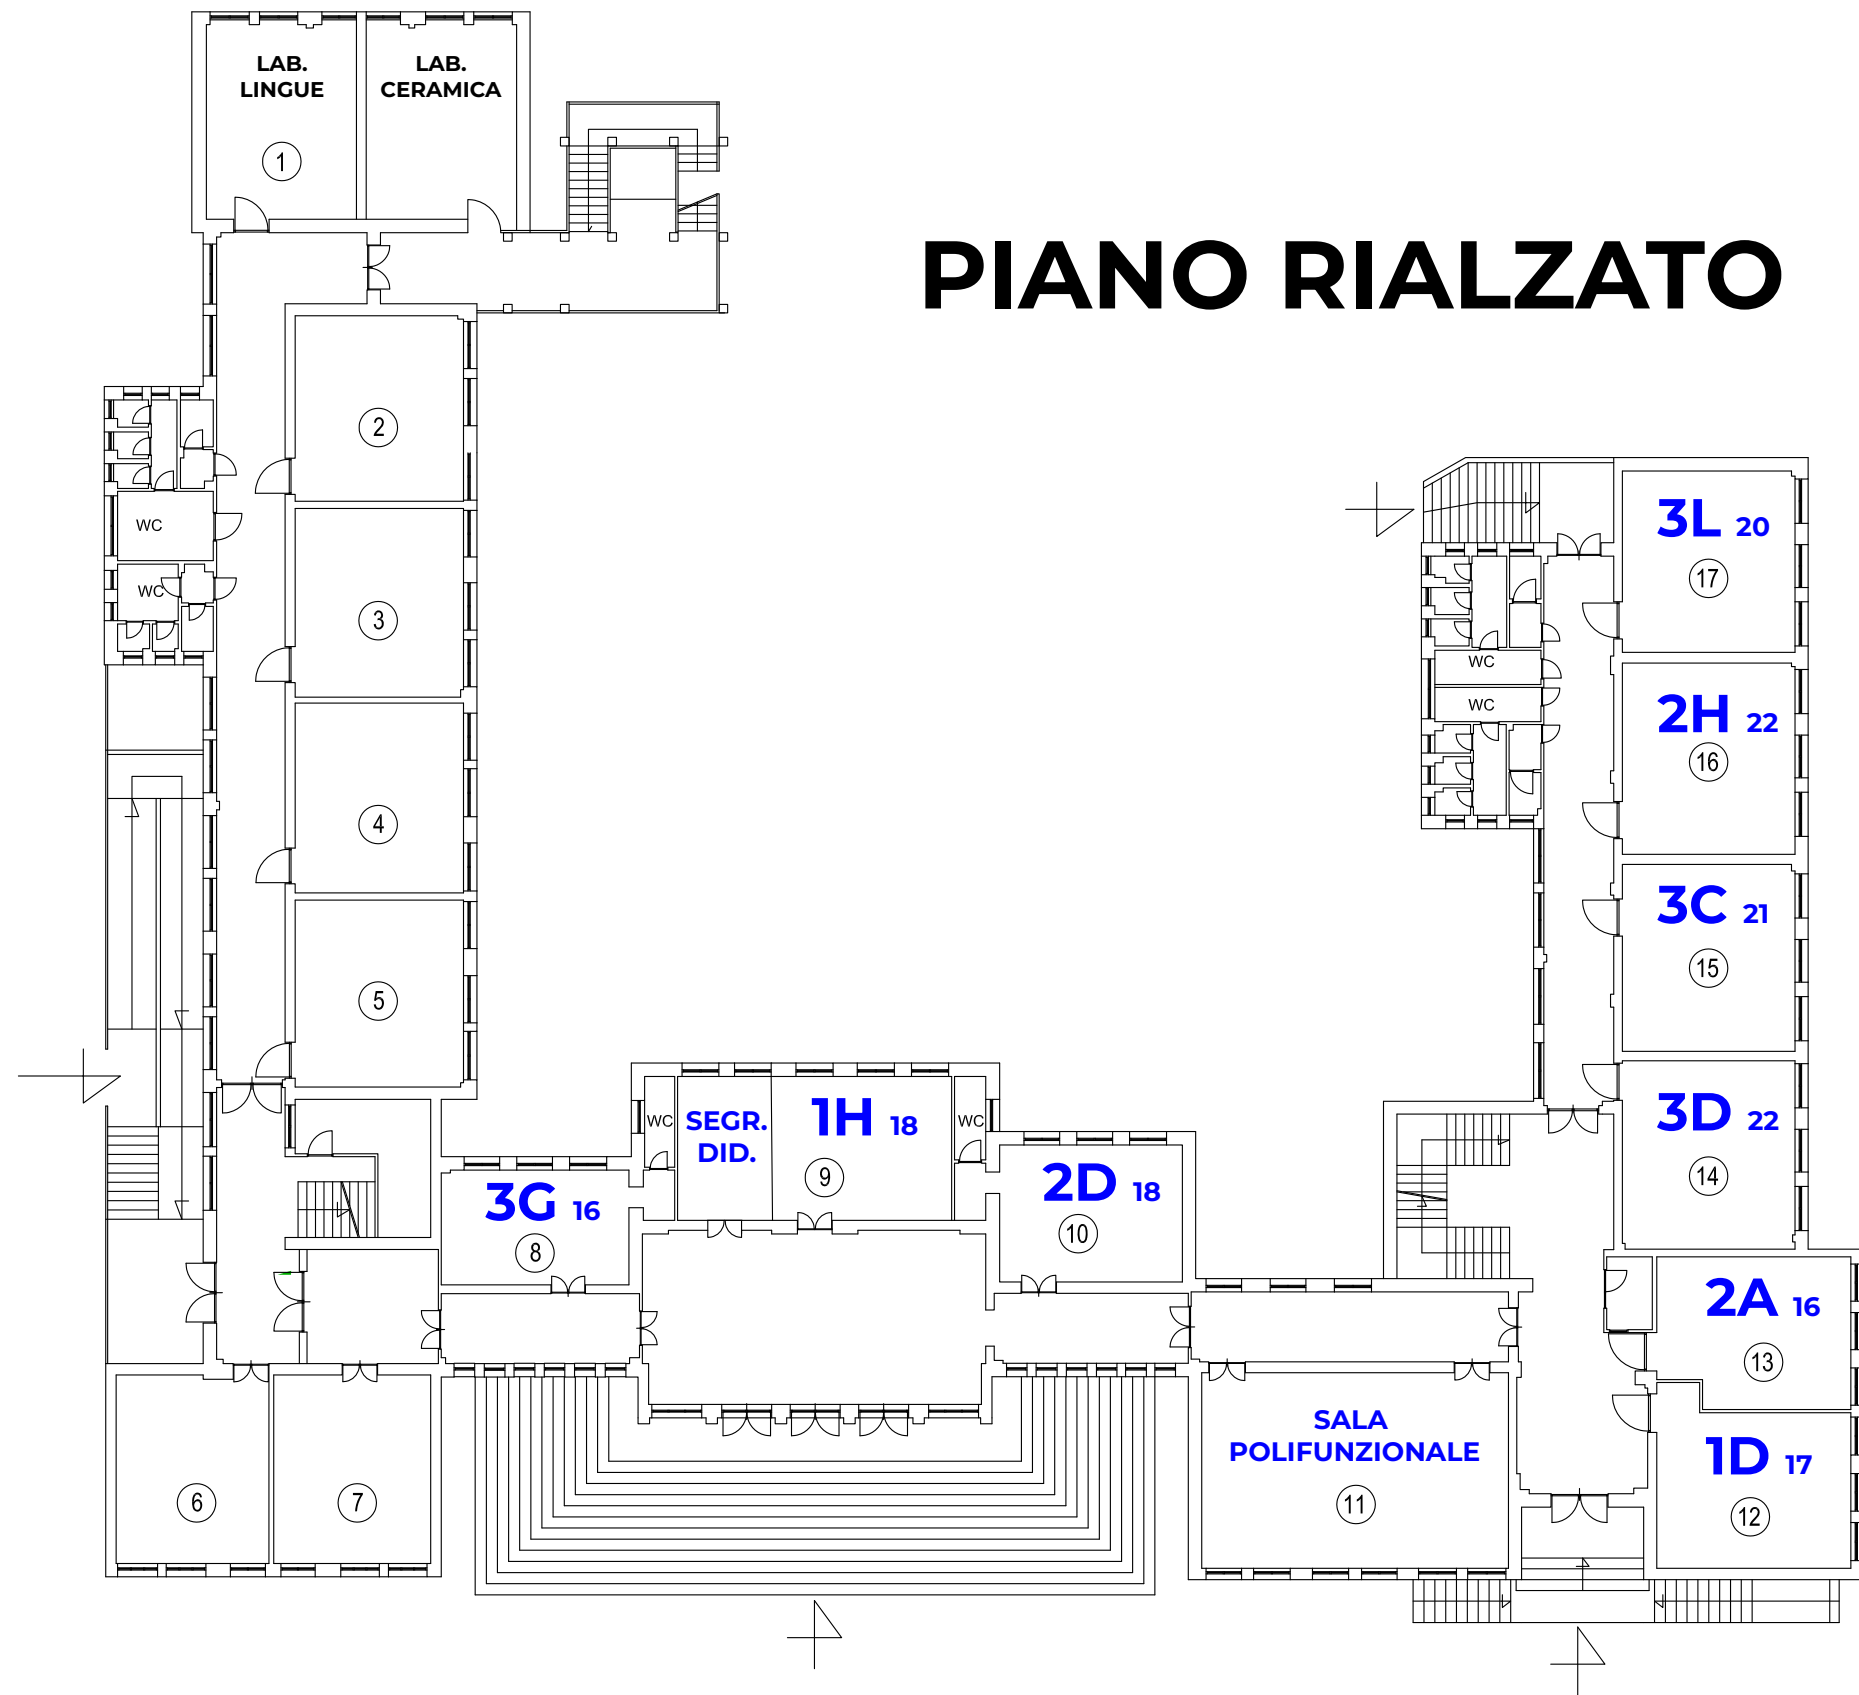 LAB.
LINGUE
1
LAB.
CERAMICA
PIANO RIALZATO
2
WC
3
WC
4
5
3L 20
17
WC
2H 22
WC
16
3C 21
15
3D 22
14
WC
SEGR.
DID.
1H 18
9
WC
3G 16
8
2D 18
10
2A 16
13
6
7
SALA
POLIFUNZIONALE
11
1D 17
12